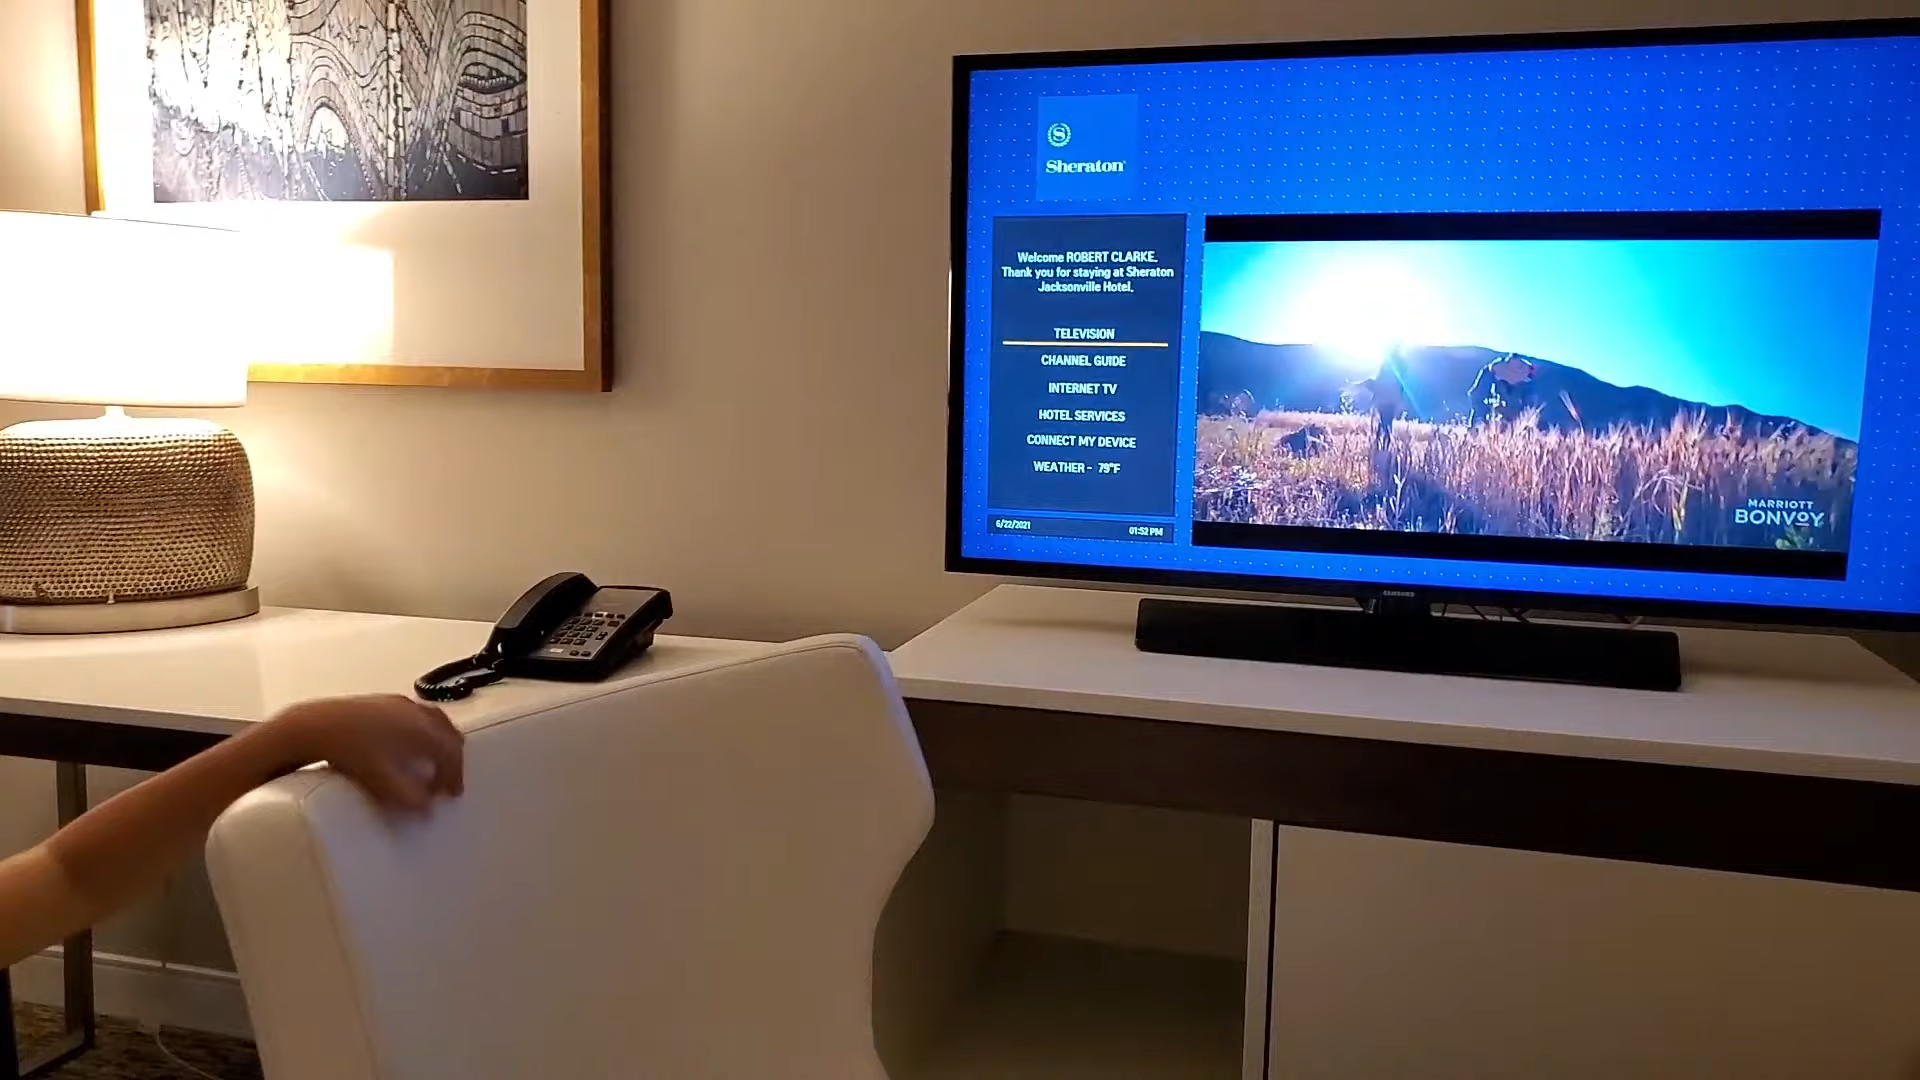 Sheraton
Welcome ROBERT CLARKE.
Thank you for staying at Sheraton
Jacksonville Hotel.
TELEVISION
CHANNEL GUIDE
INTERNET TV
HOTEL SERVICES
CONNECT MY DEVICE
WEATHER - 79°F
6/22/2021 01:52 PM
MARRIOTT
BONVOY
SAMSUNG